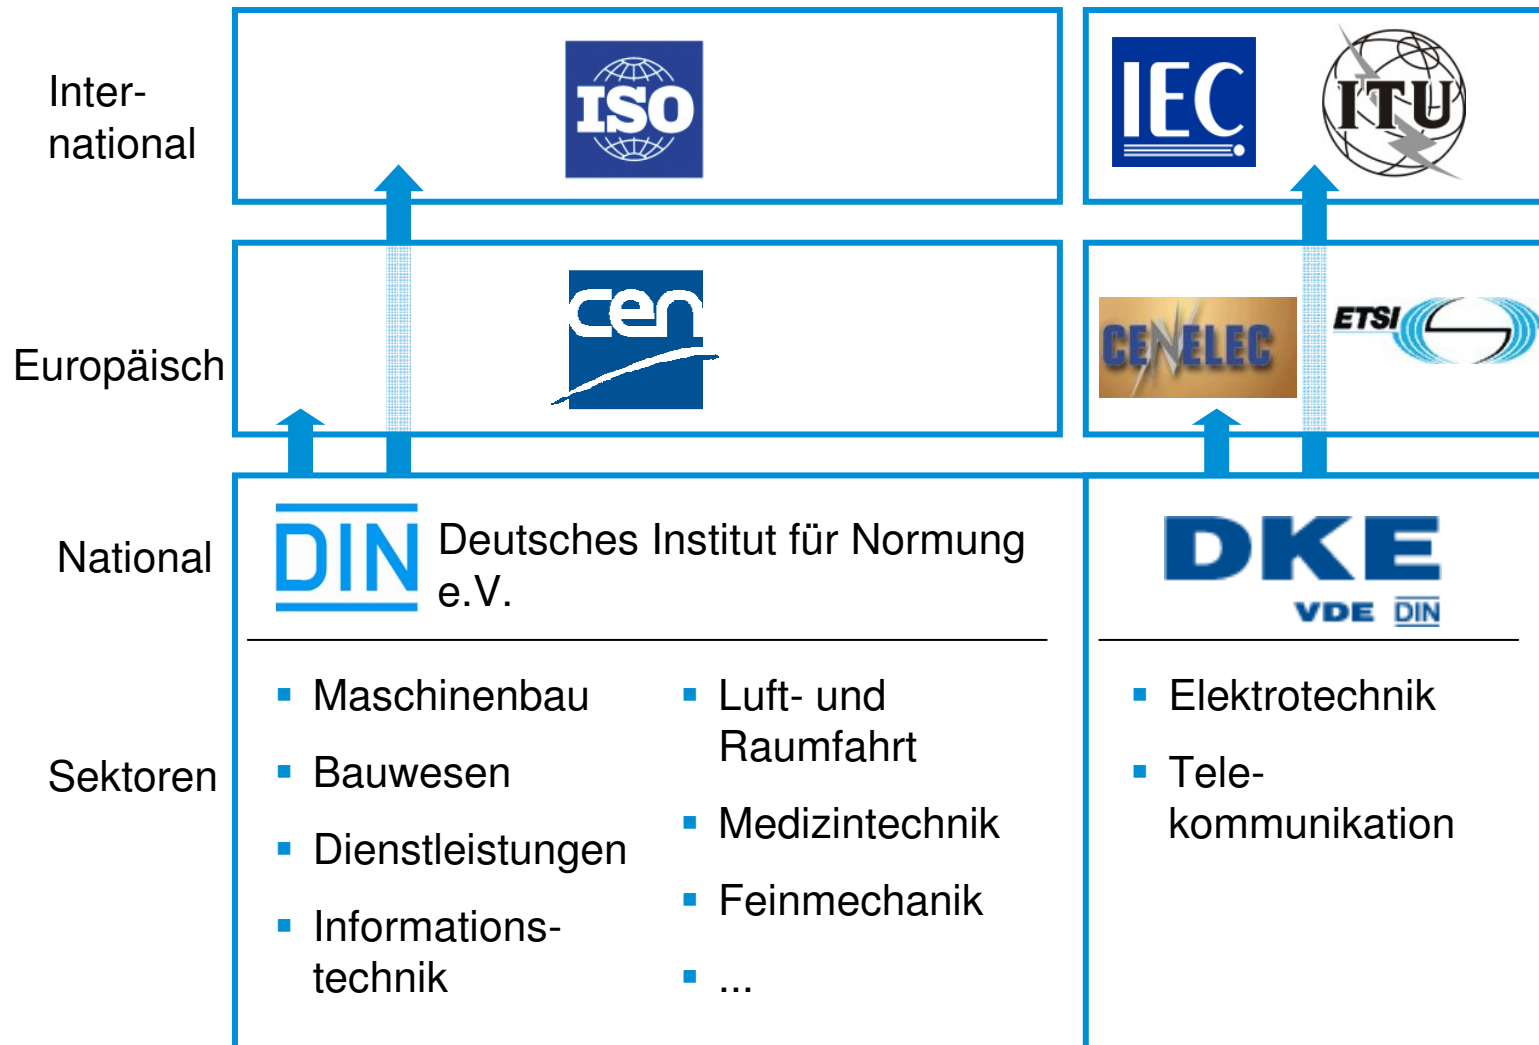 Inter-
national
ISO
IEC
ITU
Europäisch
cen
CENELEC
ETSI
National
DIN
Deutsches Institut für Normung
e.V.
DKE
VDE DIN
Sektoren
Maschinenbau
Bauwesen
Dienstleistungen
Informations-
technik
Luft- und
Raumfahrt
Medizintechnik
Feinmechanik
...
Elektrotechnik
Tele-
kommunikation